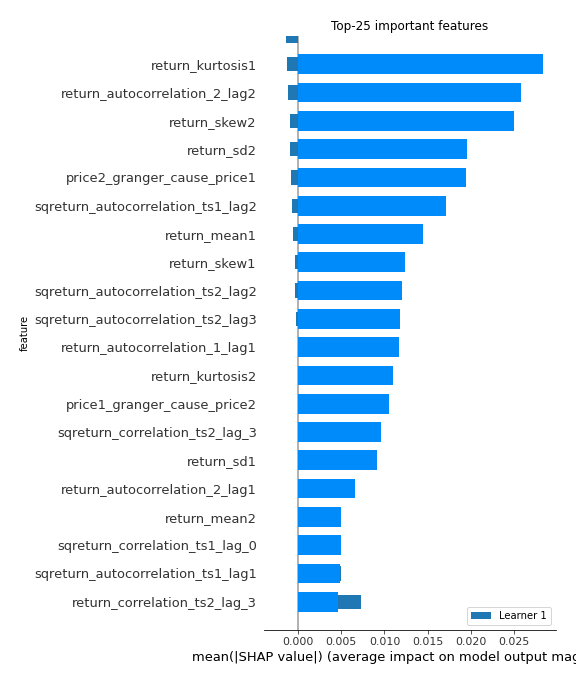 Top-25 important features
return_kurtosis1
return_autocorrelation_2_lag2
return_skew2
return_sd2
price2_granger_cause_price1
sqreturn_autocorrelation_ts1_lag2
return_mean1
return_skew1
sqreturn_autocorrelation_ts2_lag2
sqreturn_autocorrelation_ts2_lag3
return_autocorrelation_1_lag1
return_kurtosis2
price1_granger_cause_price2
sqreturn_correlation_ts2_lag_3
return_sd1
return_autocorrelation_2_lag1
return_mean2
sqreturn_correlation_ts1_lag_0
sqreturn_autocorrelation_ts1_lag1
return_correlation_ts2_lag_3
feature
Learner 1
0.000 0.005 0.010 0.015 0.020 0.025
mean(|SHAP value|) (average impact on model output mag